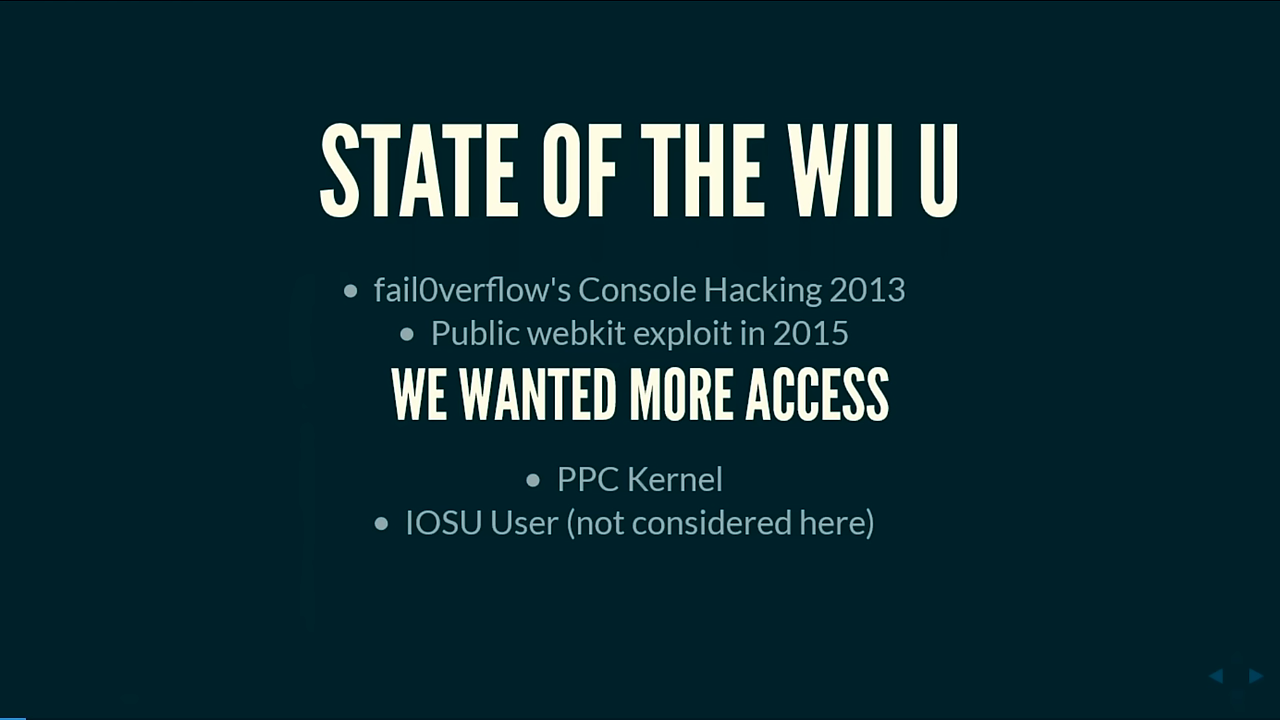 STATE OF THE WII U
• fail0verflow's Console Hacking 2013
• Public webkit exploit in 2015
WE WANTED MORE ACCESS
• PPC Kernel
• IOSU User (not considered here)